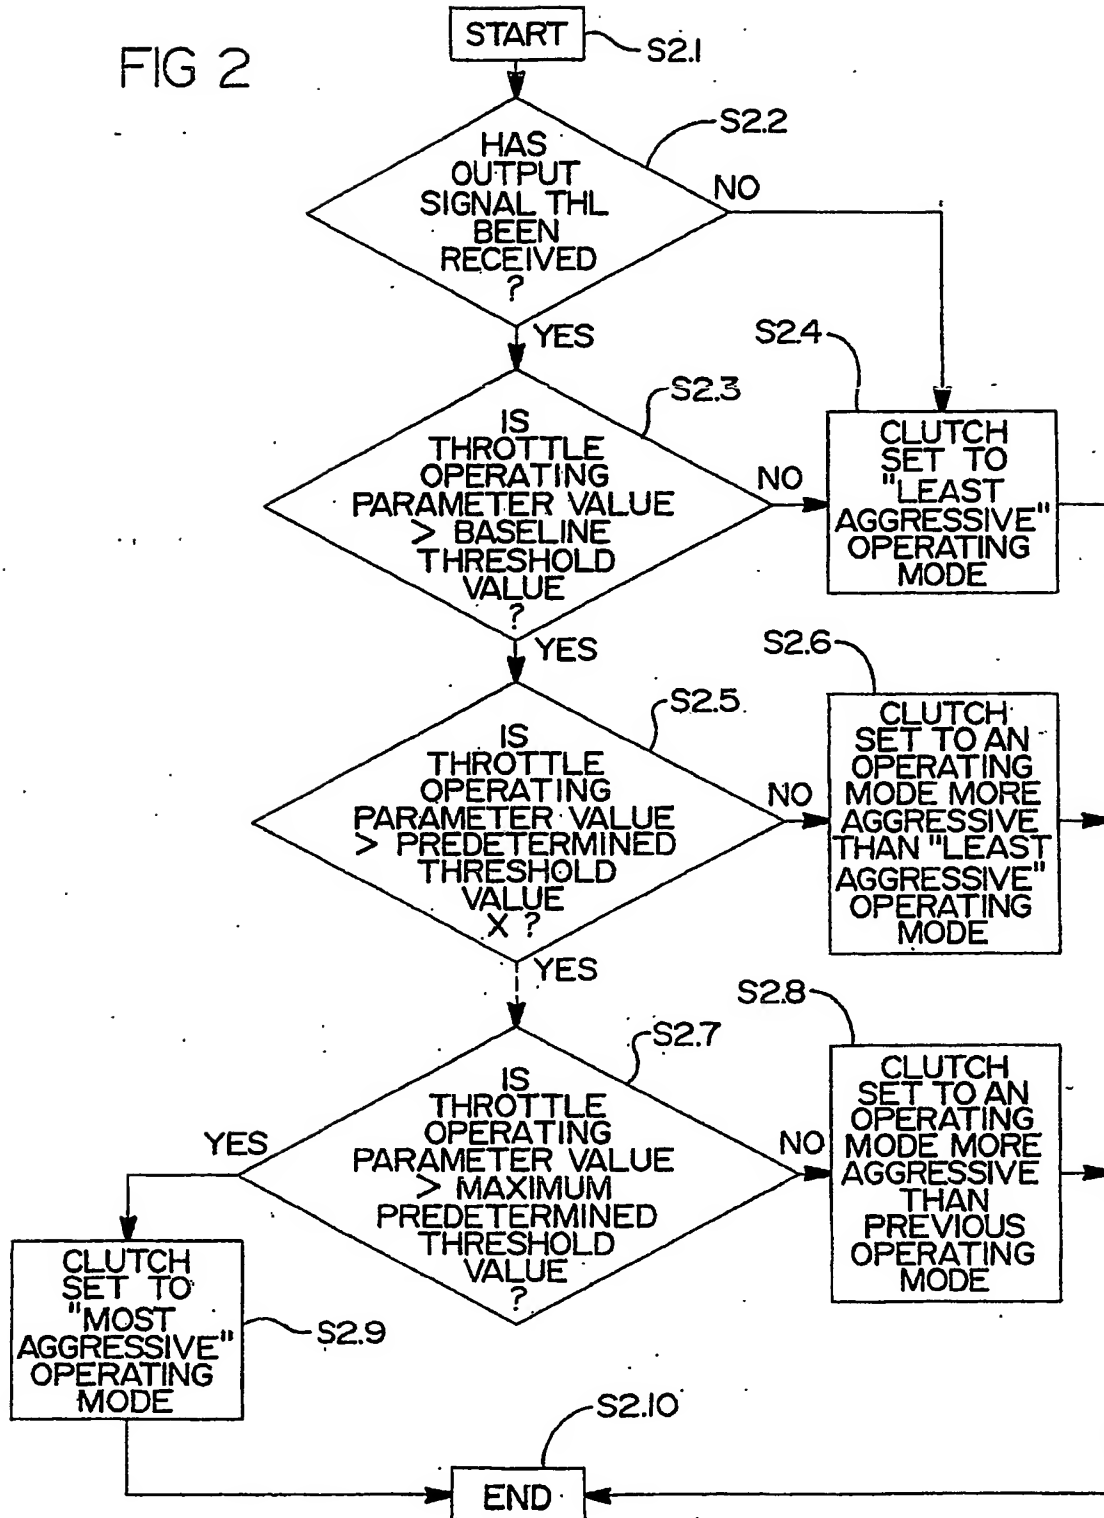 FIG 2
START
S2.1
HAS
OUTPUT
SIGNAL THL
BEEN
RECEIVED
?
S2.2
NO
YES
IS
THROTTLE
OPERATING
PARAMETER VALUE
> BASELINE
THRESHOLD
VALUE
?
S2.3
NO
YES
S2.4
CLUTCH
SET TO
"LEAST
AGGRESSIVE"
OPERATING
MODE
IS
THROTTLE
OPERATING
PARAMETER VALUE
> PREDETERMINED
THRESHOLD
VALUE
X ?
S2.5
NO
YES
S2.6
CLUTCH
SET TO AN
OPERATING
MODE MORE
AGGRESSIVE
THAN "LEAST
AGGRESSIVE"
OPERATING
MODE
IS
THROTTLE
OPERATING
PARAMETER VALUE
> MAXIMUM
PREDETERMINED
THRESHOLD
VALUE
?
S2.7
YES
NO
S2.8
CLUTCH
SET TO AN
OPERATING
MODE MORE
AGGRESSIVE
THAN
PREVIOUS
OPERATING
MODE
CLUTCH
SET TO
"MOST
AGGRESSIVE"
OPERATING
MODE
S2.9
S2.10
END